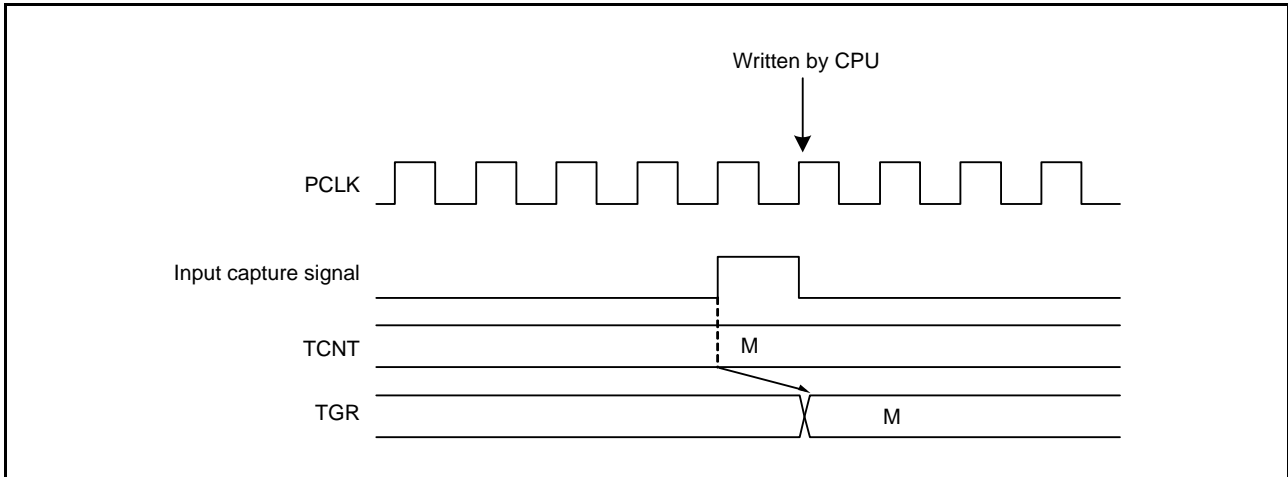 Written by CPU
PCLK
Input capture signal
TCNT
M
TGR
M